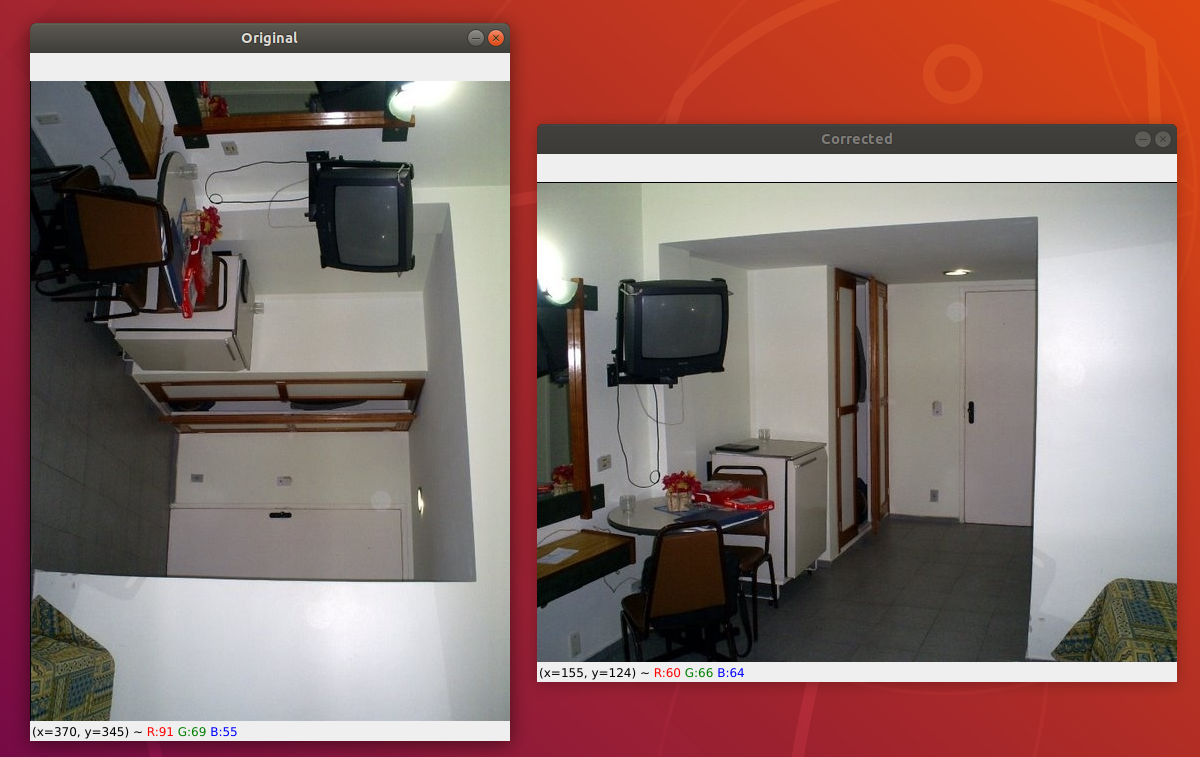 Original
Corrected
(x=155, y=124) ~ R:60 G:66 B:64
(x=370, y=345) ~ R:91 G:69 B:55